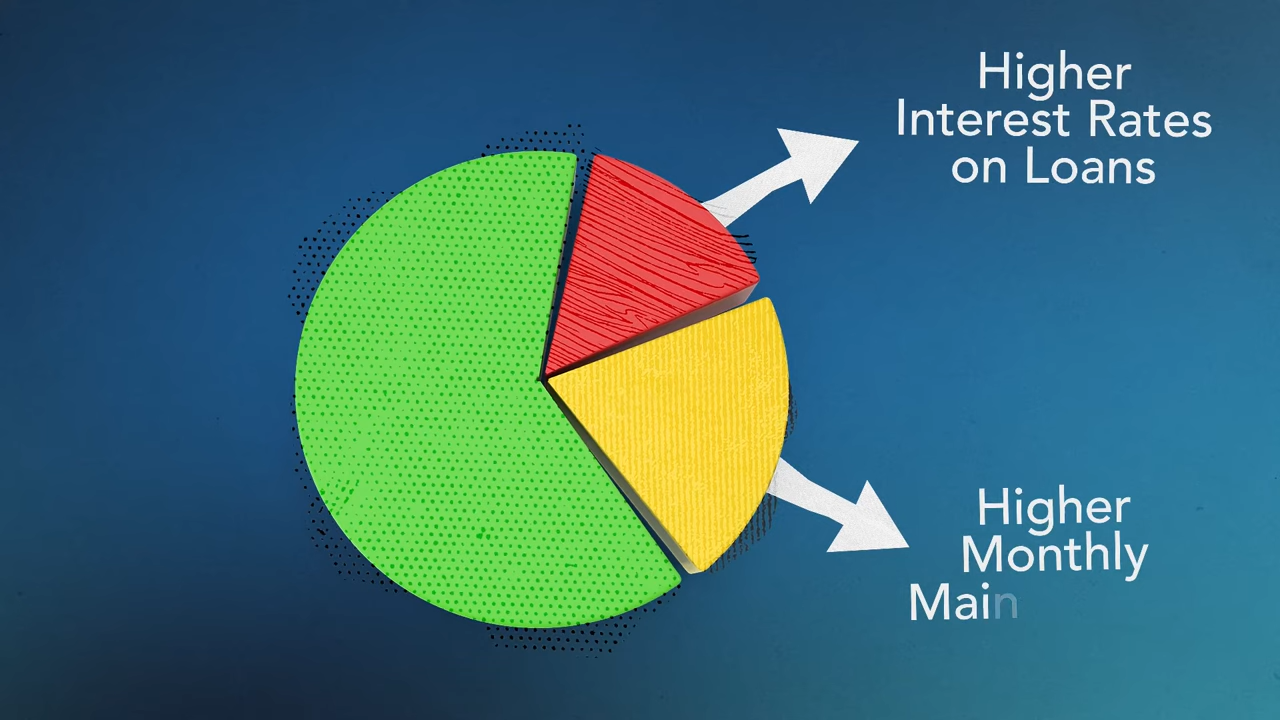 Higher
Interest Rates
on Loans
Higher
Monthly
Main